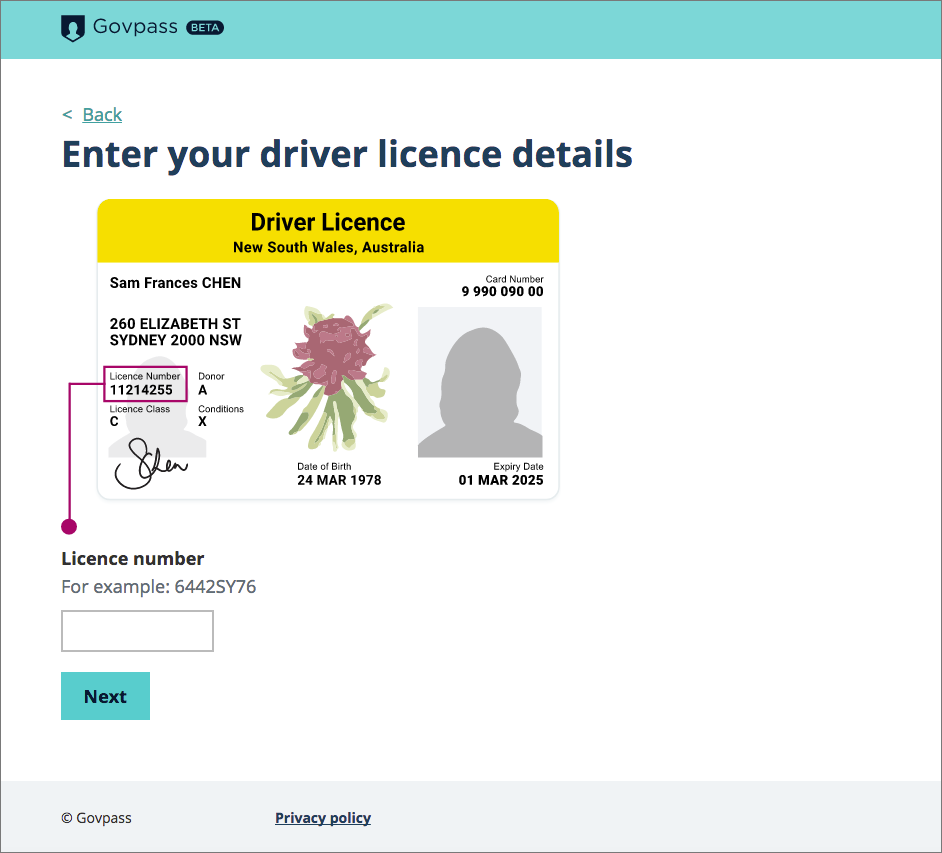 Govpass BETA
< Back
Enter your driver licence details
Driver Licence
New South Wales, Australia
Sam Frances CHEN
Card Number
9 990 090 00
260 ELIZABETH ST
SYDNEY 2000 NSW
Licence Number
11214255
Donor
A
Licence Class
C
Conditions
X
SChen
Date of Birth
24 MAR 1978
Expiry Date
01 MAR 2025
Licence number
For example: 6442SY76
Next
© Govpass
Privacy policy